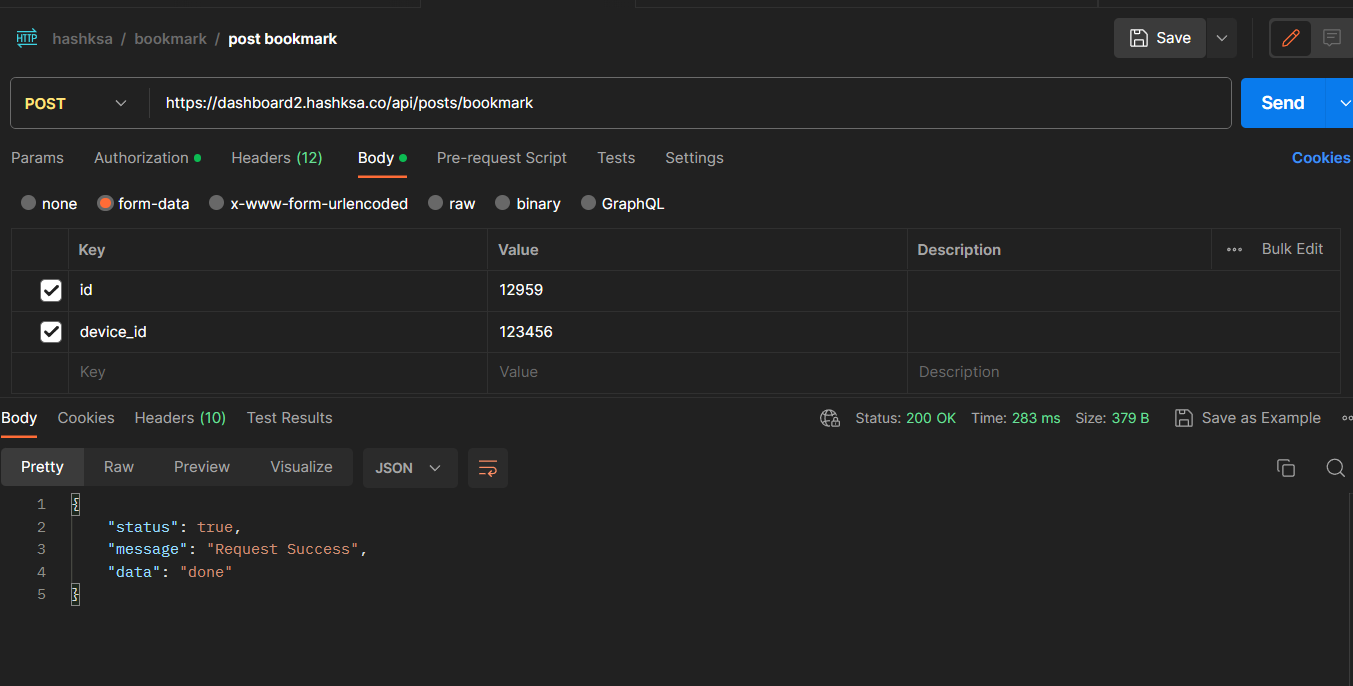 HTTP hashksa / bookmark / post bookmark Save
POST https://dashboard2.hashksa.co/api/posts/bookmark Send
Params Authorization Headers (12) Body Pre-request Script Tests Settings Cookies
none form-data x-www-form-urlencoded raw binary GraphQL
Key Value Description ••• Bulk Edit
id 12959
device_id 123456
Key Value Description
Body Cookies Headers (10) Test Results Status: 200 OK Time: 283 ms Size: 379 B Save as Example
Pretty Raw Preview Visualize JSON
1 {
2 "status": true,
3 "message": "Request Success",
4 "data": "done"
5 }